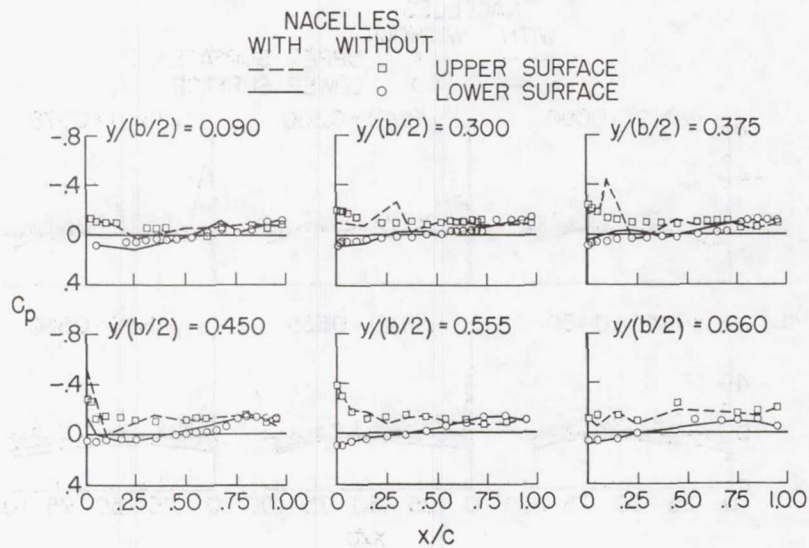 NACELLES
WITH WITHOUT
UPPER SURFACE
LOWER SURFACE
y/(b/2) = 0.090
y/(b/2) = 0.300
y/(b/2) = 0.375
-.8
-.4
0
.4
Cp
y/(b/2) = 0.450
y/(b/2) = 0.555
y/(b/2) = 0.660
-.8
-.4
0
.4
0 .25 .50 .75 1.00 0 .25 .50 .75 1.00 0 .25 .50 .75 1.00
x/c